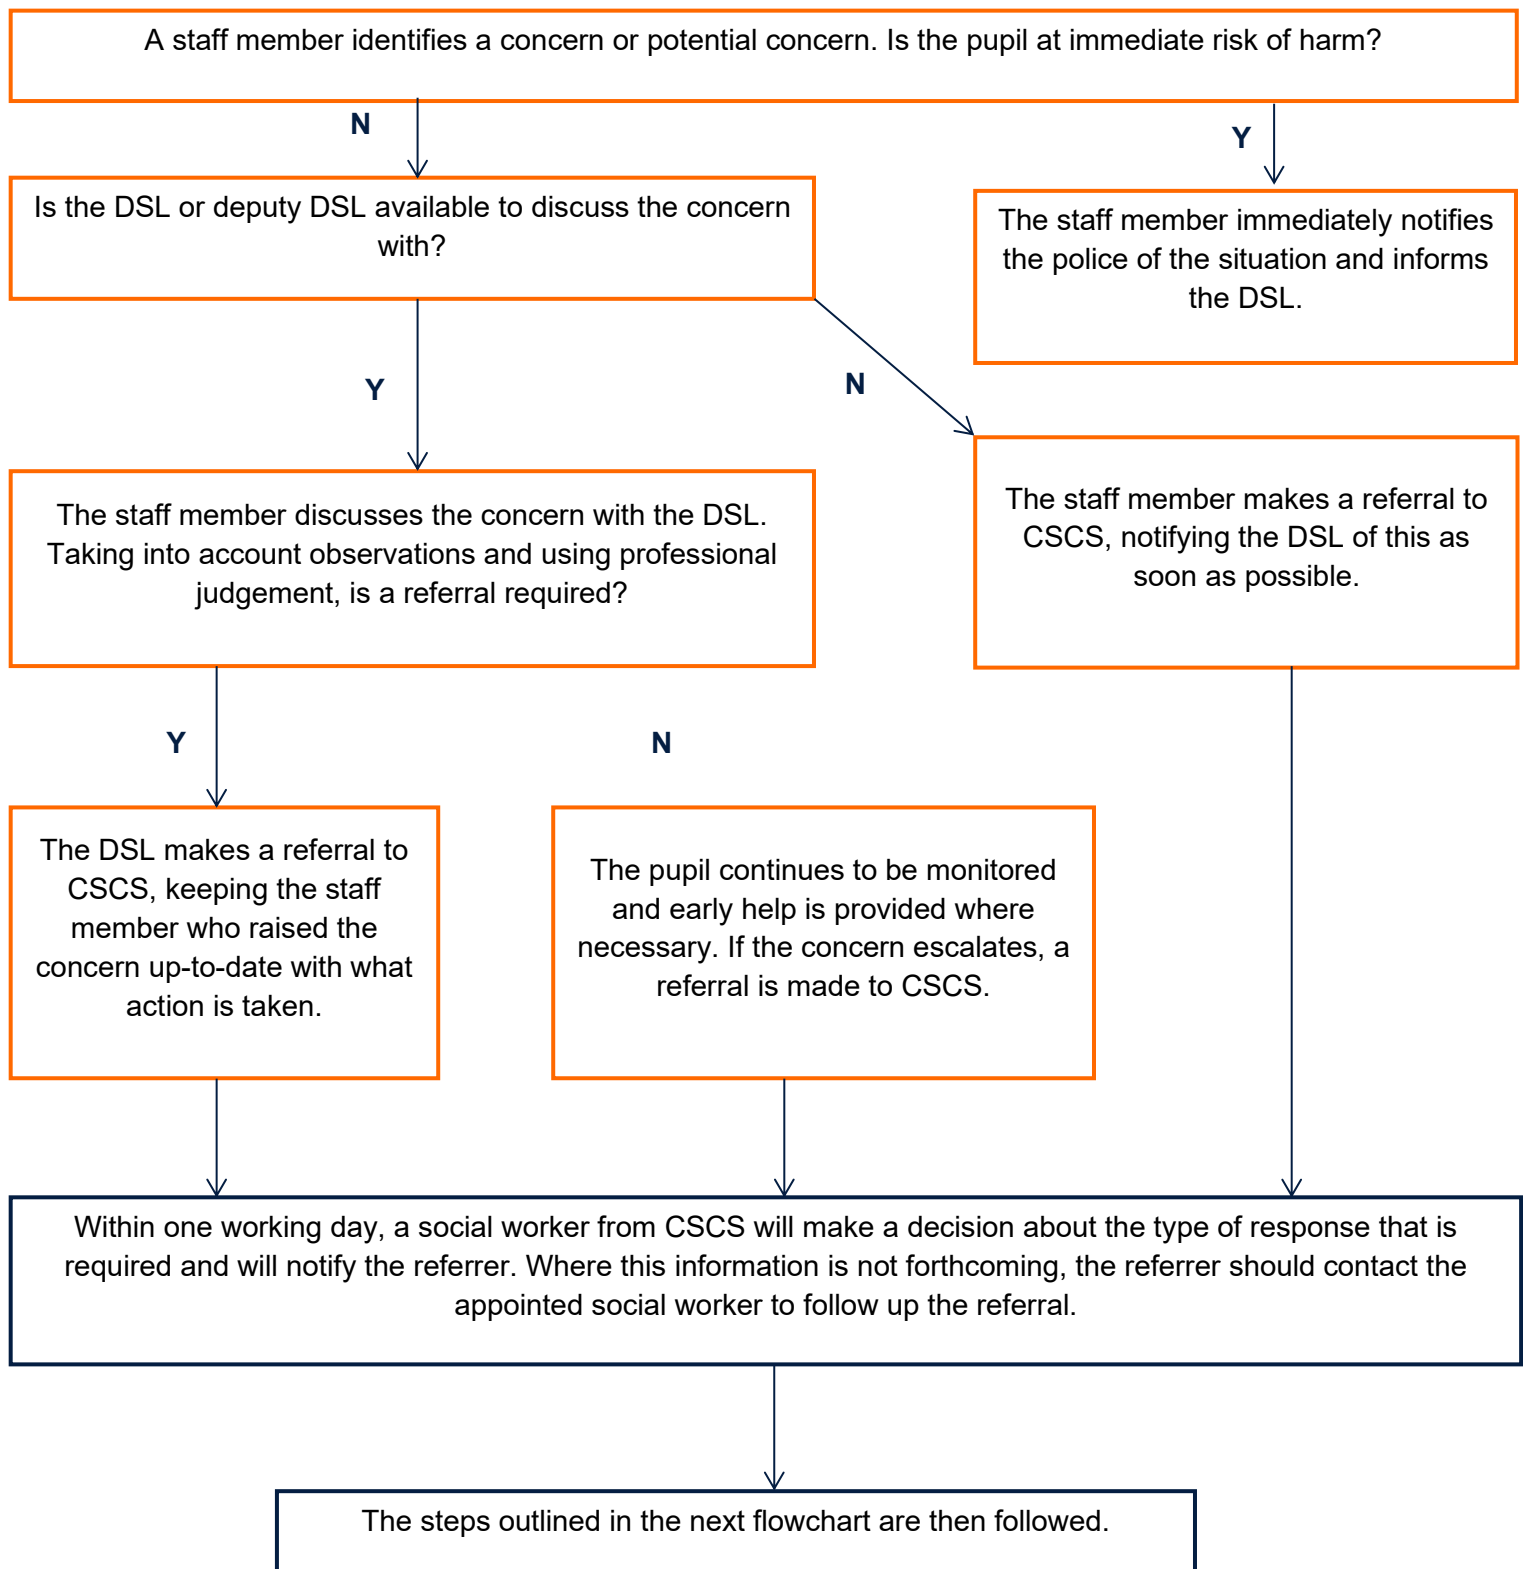 A staff member identifies a concern or potential concern. Is the pupil at immediate risk of harm?
N
Y
Is the DSL or deputy DSL available to discuss the concern
with?
The staff member immediately notifies
the police of the situation and informs
the DSL.
Y
N
The staff member discusses the concern with the DSL.
Taking into account observations and using professional
judgement, is a referral required?
The staff member makes a referral to
CSCS, notifying the DSL of this as
soon as possible.
Y
N
The DSL makes a referral to
CSCS, keeping the staff
member who raised the
concern up-to-date with what
action is taken.
The pupil continues to be monitored
and early help is provided where
necessary. If the concern escalates, a
referral is made to CSCS.
Within one working day, a social worker from CSCS will make a decision about the type of response that is
required and will notify the referrer. Where this information is not forthcoming, the referrer should contact the
appointed social worker to follow up the referral.
The steps outlined in the next flowchart are then followed.